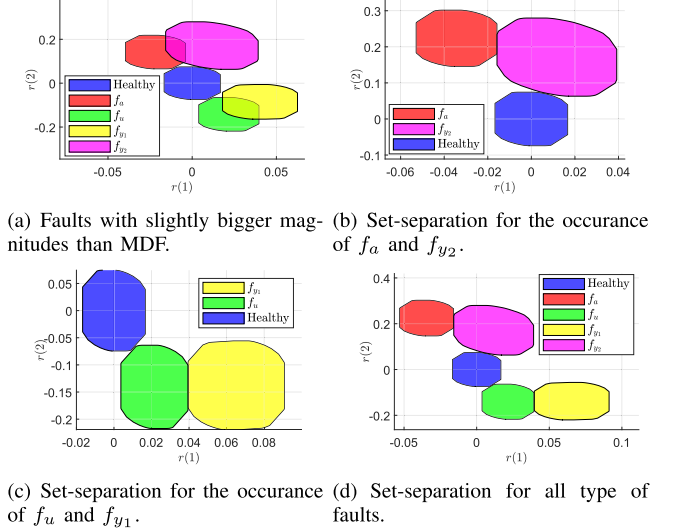 0.2
0
-0.2
r(2)
Healthy
f_a
f_u
f_{y_1}
f_{y_2}
-0.05
0
0.05
r(1)
0.3
0.2
0.1
0
-0.1
r(2)
f_a
f_{y_2}
Healthy
-0.06
-0.04
-0.02
0
0.02
0.04
r(1)
(a) Faults with slightly bigger mag-
nitudes than MDF.
(b) Set-separation for the occurance
of f_a and f_{y_2}.
0.05
0
-0.05
-0.1
-0.15
-0.2
r(2)
f_{y_1}
f_u
Healthy
-0.02
0
0.02
0.04
0.06
0.08
r(1)
0.4
0.2
0
-0.2
r(2)
Healthy
f_a
f_u
f_{y_1}
f_{y_2}
-0.05
0
0.05
0.1
r(1)
(c) Set-separation for the occurance
of f_u and f_{y_1}.
(d) Set-separation for all type of
faults.